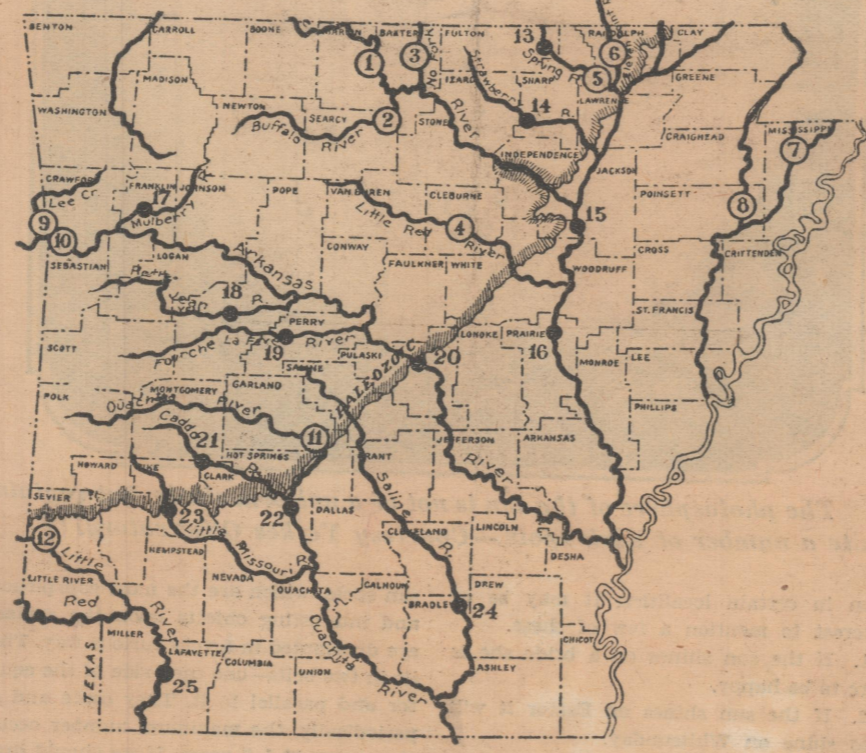 BENTON
CARROLL
BOONE
MARION
BAXTER
FULTON
RANDOLPH
CLAY
1
3
13
6
5
IZARD
SHARP
Spring R.
Strawberry
R.
GREENE
MADISON
WASHINGTON
NEWTON
SEARCY
Buffalo
River
2
STONE
River
14
LAWRENCE
CRAIGHEAD
MISSISSIPPI
7
INDEPENDENCE
JACKSON
CRAWFORD
Lee Cr.
FRANKLIN
JOHNSON
17
Mulberry
R.
POPE
VAN BUREN
Little Red
River
CLEBURNE
4
POINSETT
8
9
10
15
SEBASTIAN
LOGAN
Arkansas
CONWAY
FAULKNER
WHITE
WOODRUFF
CROSS
CRITTENDEN
Petit
Jean
R.
18
ST. FRANCIS
PERRY
Fourche La Fave
River
19
PULASKI
LONOKE
PRAIRIE
16
MONROE
LEE
SCOTT
20
SALINE
PALEOZOIC
POLK
MONTGOMERY
GARLAND
PHILLIPS
Ouachita
River
Caddo
R.
21
HOT SPRINGS
11
GRANT
JEFFERSON
ARKANSAS
River
HOWARD
PIKE
CLARK
SEVIER
23
22
DALLAS
Saline
R.
CLEVELAND
LINCOLN
DESHA
12
Little
River
HEMPSTEAD
Little
Missouri R.
LITTLE RIVER
NEVADA
OUACHITA
CALHOUN
BRADLEY
DREW
24
Red
River
MILLER
CHICOT
LAFAYETTE
COLUMBIA
UNION
Ouachita
River
ASHLEY
TEXAS
25